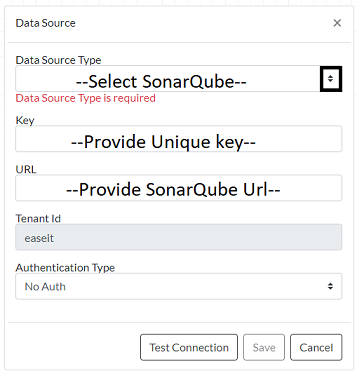 Data Source ×
Data Source Type
--Select SonarQube--
Data Source Type is required
Key
--Provide Unique key--
URL
--Provide SonarQube Url--
Tenant Id
easeit
Authentication Type
No Auth
Test Connection Save Cancel